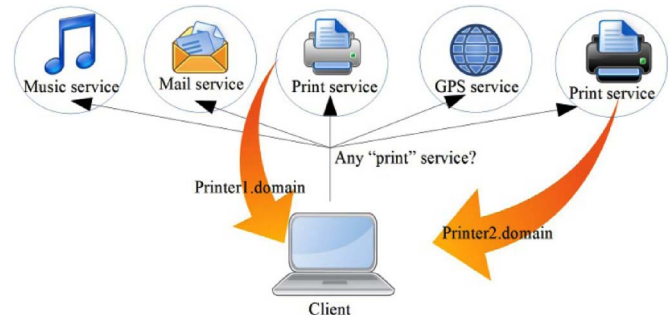 Music service
Mail service
Print service
GPS service
Print service
Any “print” service?
Printer1.domain
Printer2.domain
Client